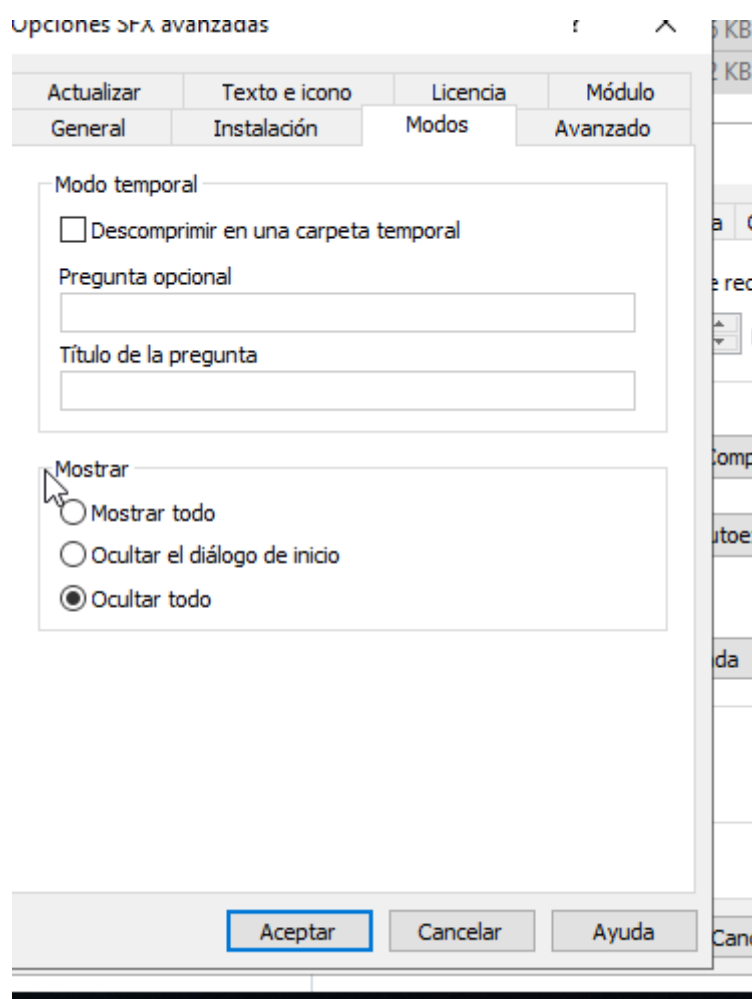 Opciones SFX avanzadas
KB
KB
Actualizar Texto e icono Licencia Módulo
General Instalación Modos Avanzado
Modo temporal
Descomprimir en una carpeta temporal
Pregunta opcional
Título de la pregunta
Mostrar
Mostrar todo
Ocultar el diálogo de inicio
Ocultar todo
Aceptar Cancelar Ayuda